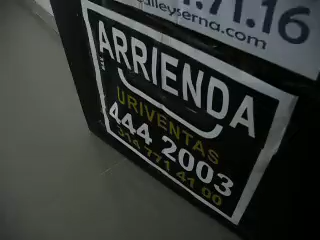 .71.16
alleyserna.com
ARRIENDA
URIVENTAS
444 2003
314 771 41 00